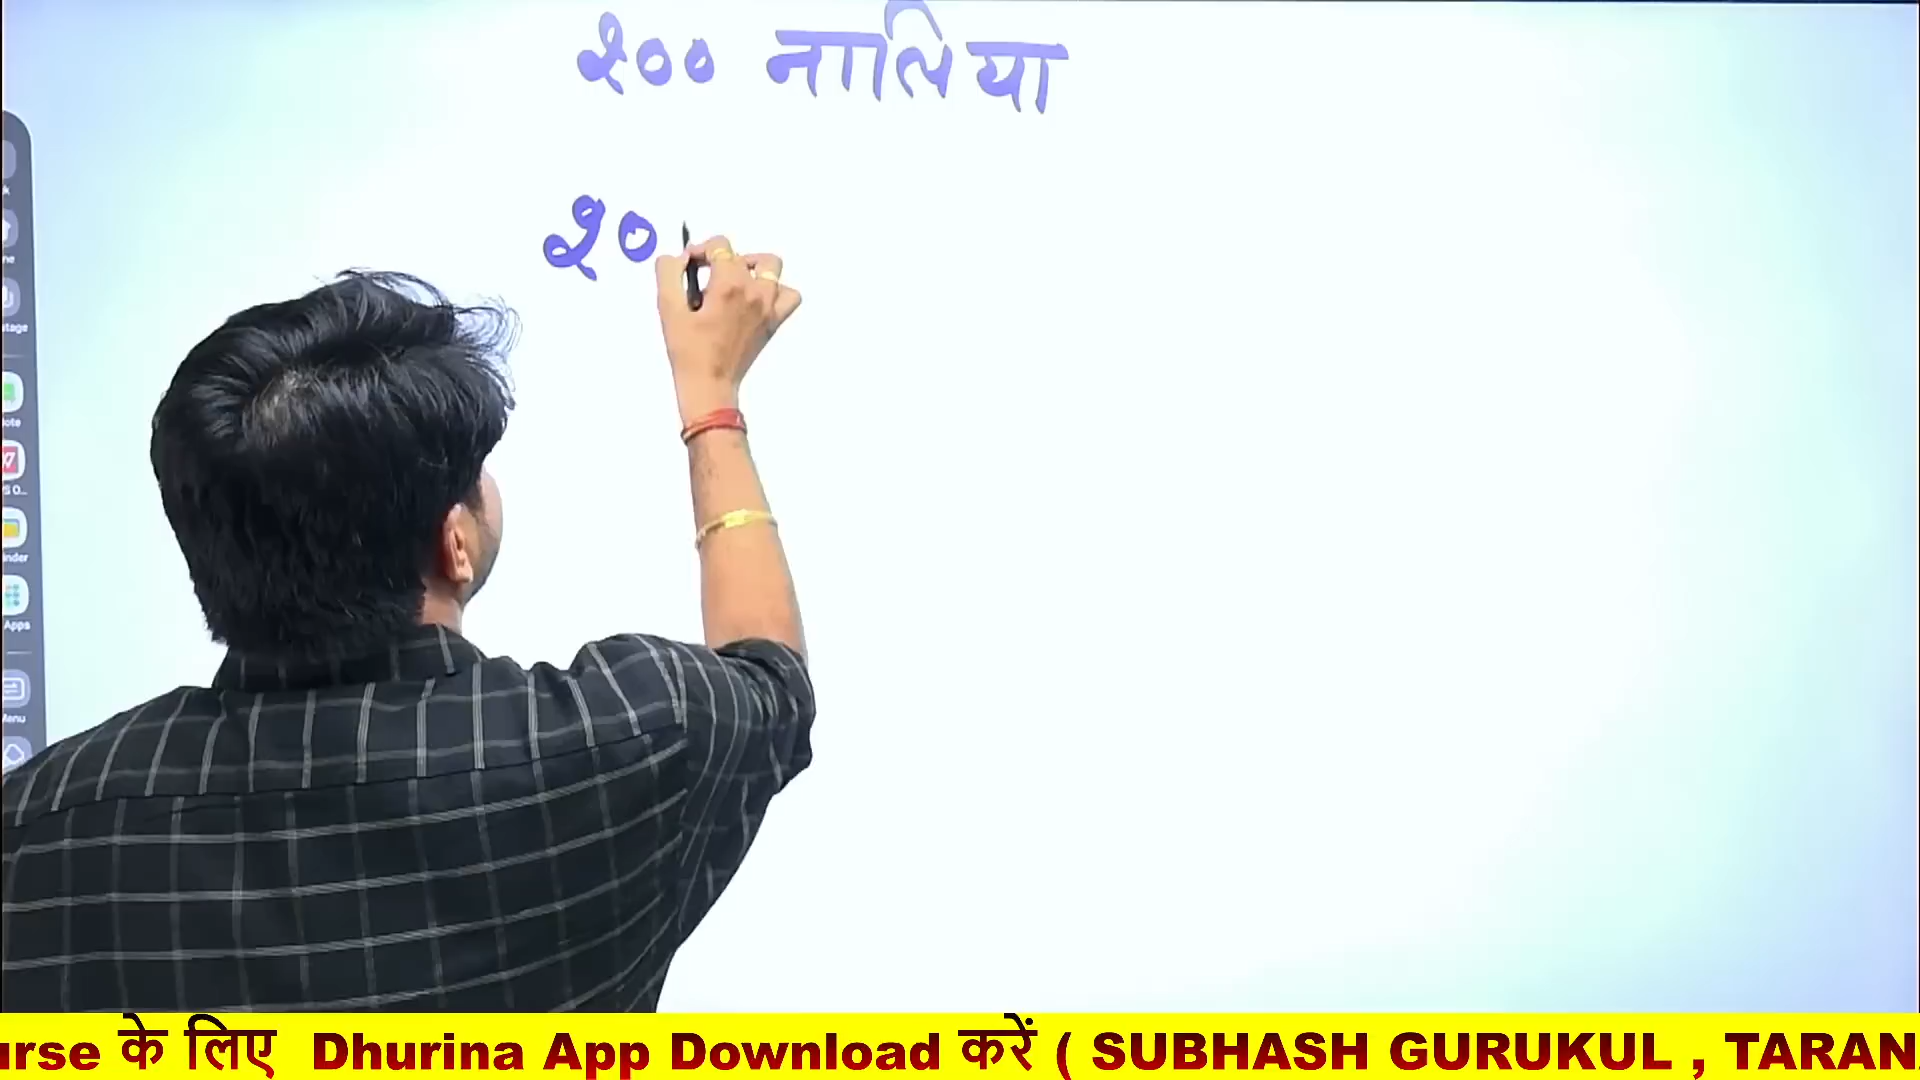 २०० नालिया
२०
urse के लिए Dhurina App Download करें ( SUBHASH GURUKUL , TARAN